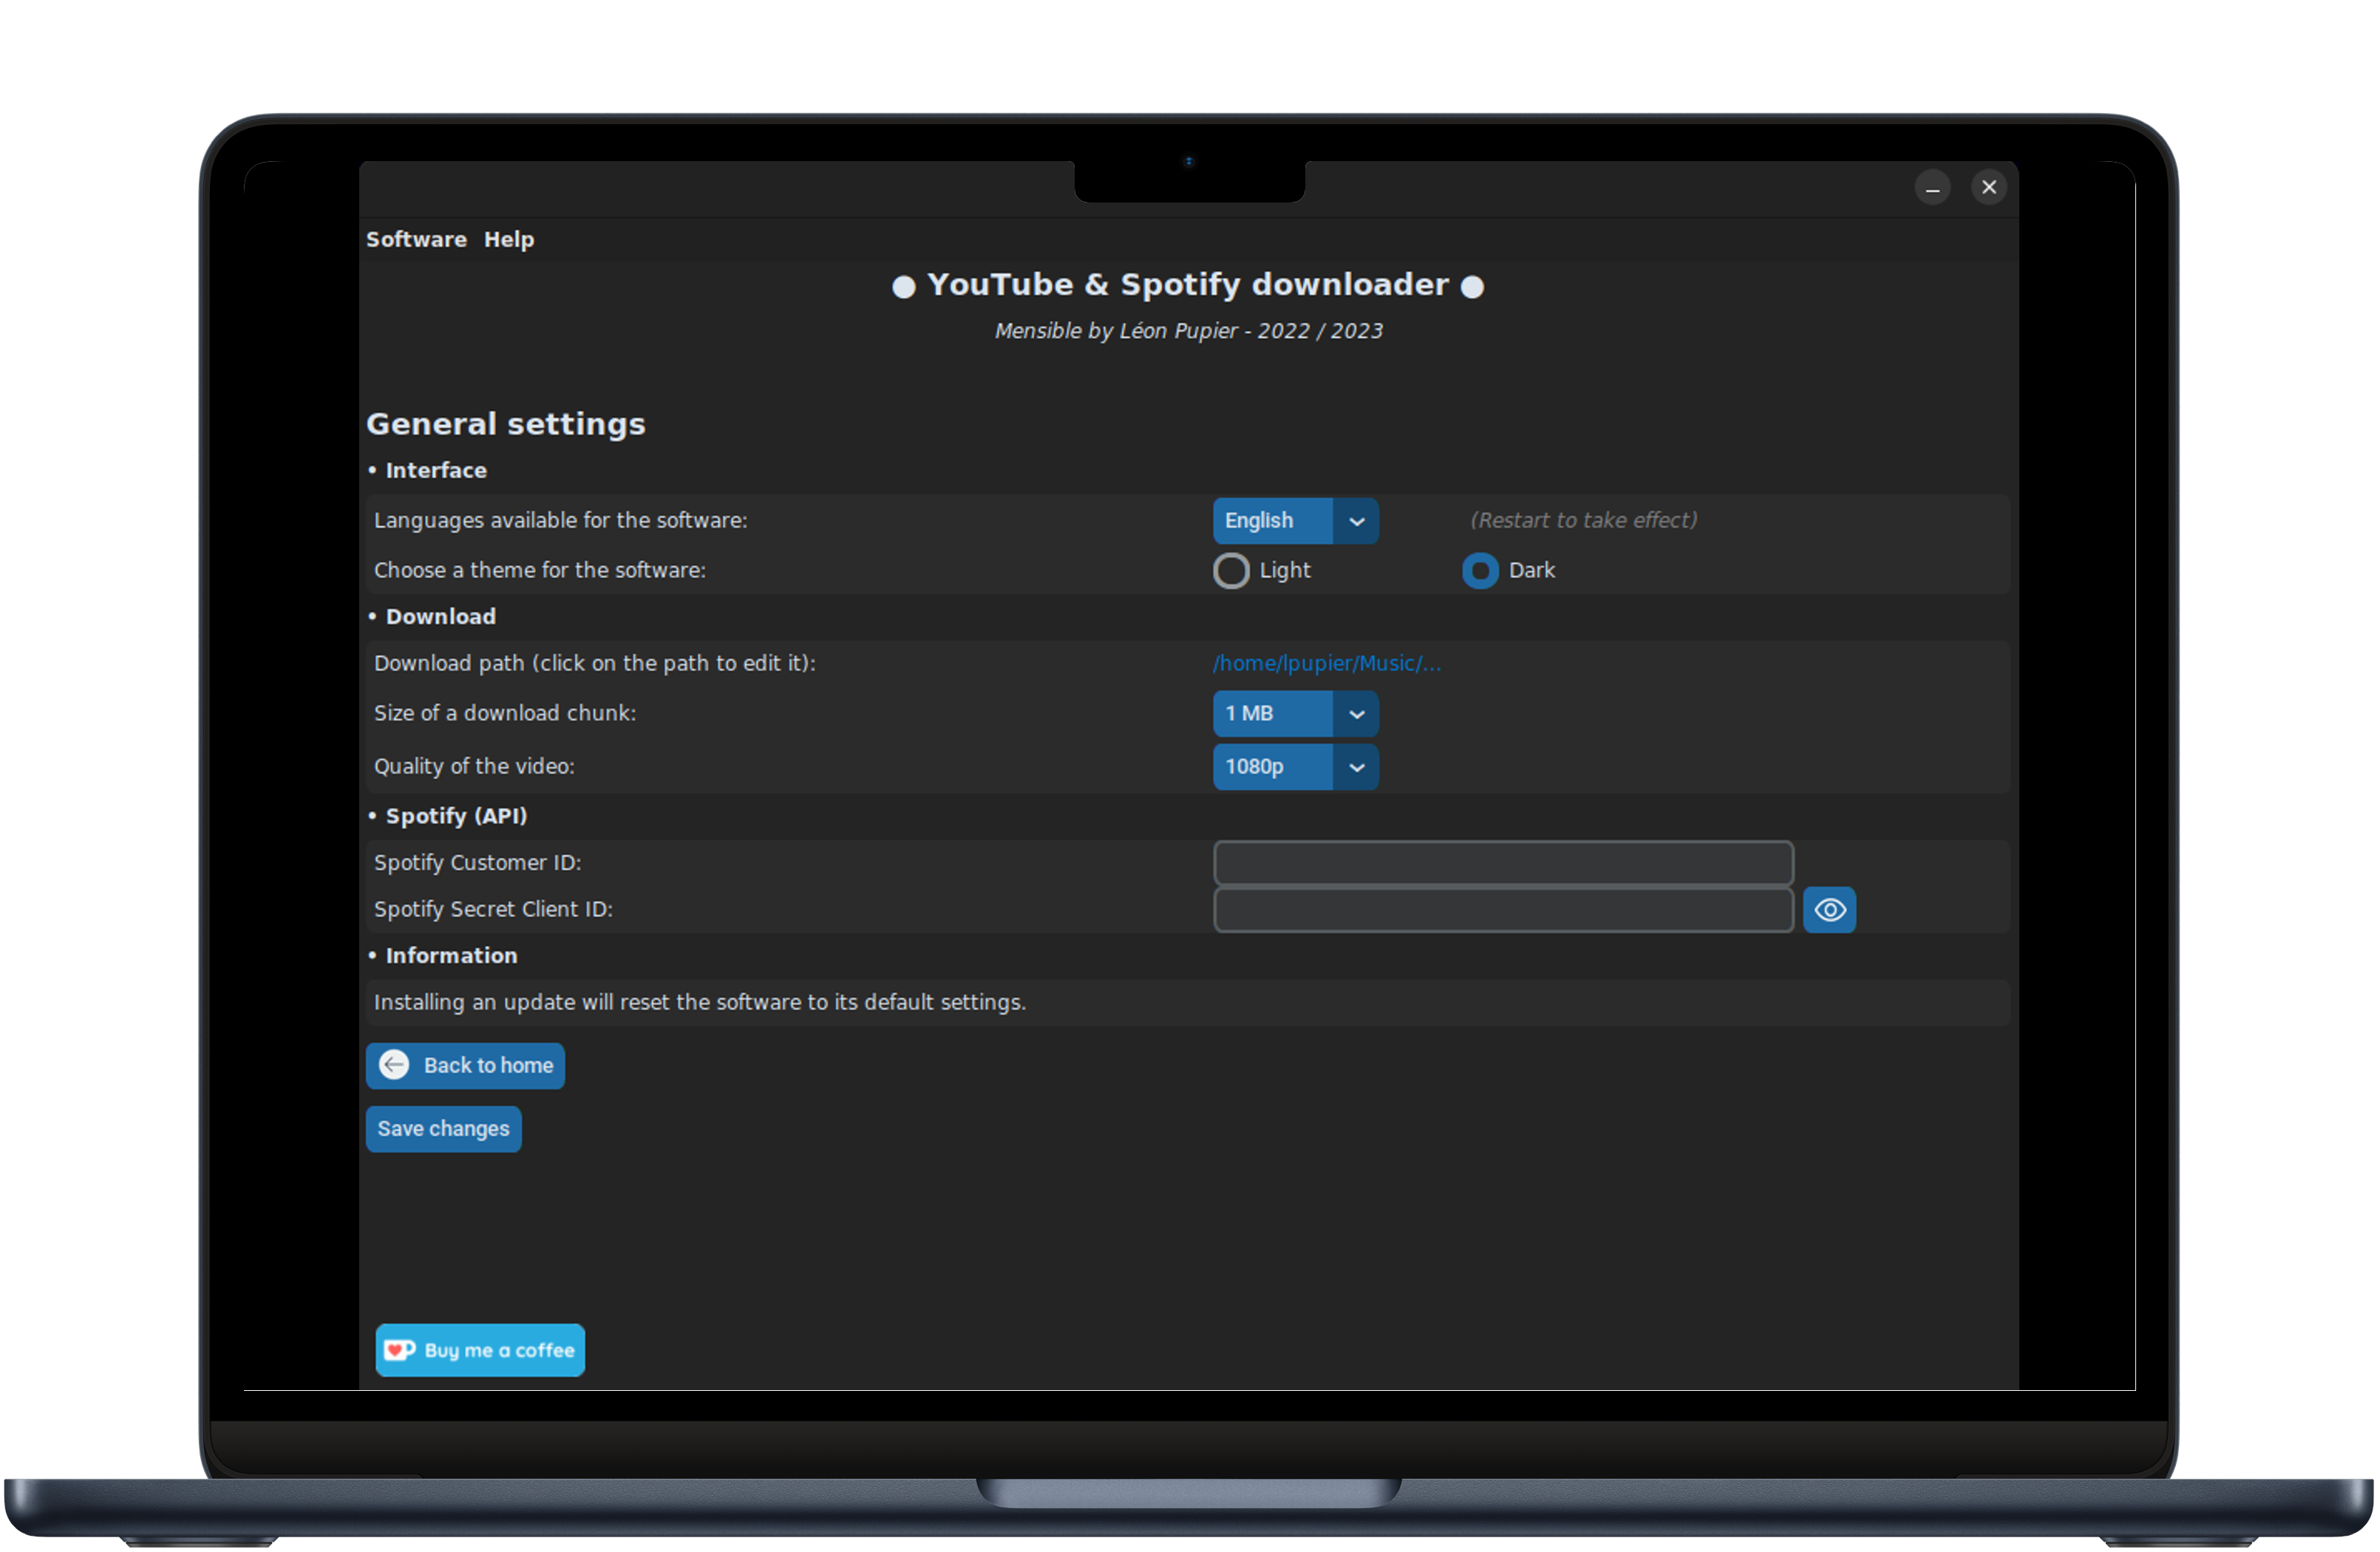 Software Help
● YouTube & Spotify downloader ●
Mensible by Léon Pupier - 2022 / 2023
General settings
• Interface
Languages available for the software: English (Restart to take effect)
Choose a theme for the software: Light Dark
• Download
Download path (click on the path to edit it): /home/lpupier/Music/...
Size of a download chunk: 1 MB
Quality of the video: 1080p
• Spotify (API)
Spotify Customer ID:
Spotify Secret Client ID:
• Information
Installing an update will reset the software to its default settings.
Back to home
Save changes
Buy me a coffee